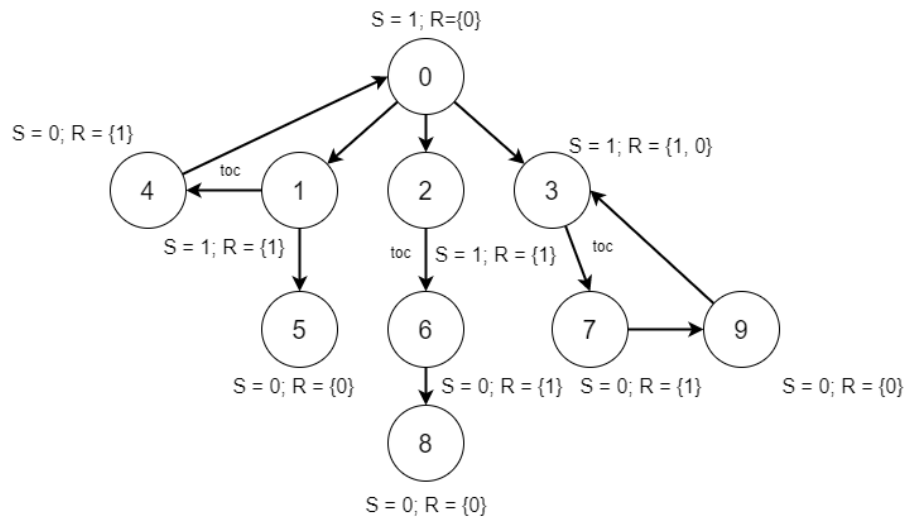 S = 1; R={0}
0
S = 0; R = {1}
S = 1; R = {1, 0}
4
toc
1
2
3
S = 1; R = {1}
toc
S = 1; R = {1}
toc
5
6
7
9
S = 0; R = {0}
S = 0; R = {1}
S = 0; R = {1}
S = 0; R = {0}
8
S = 0; R = {0}